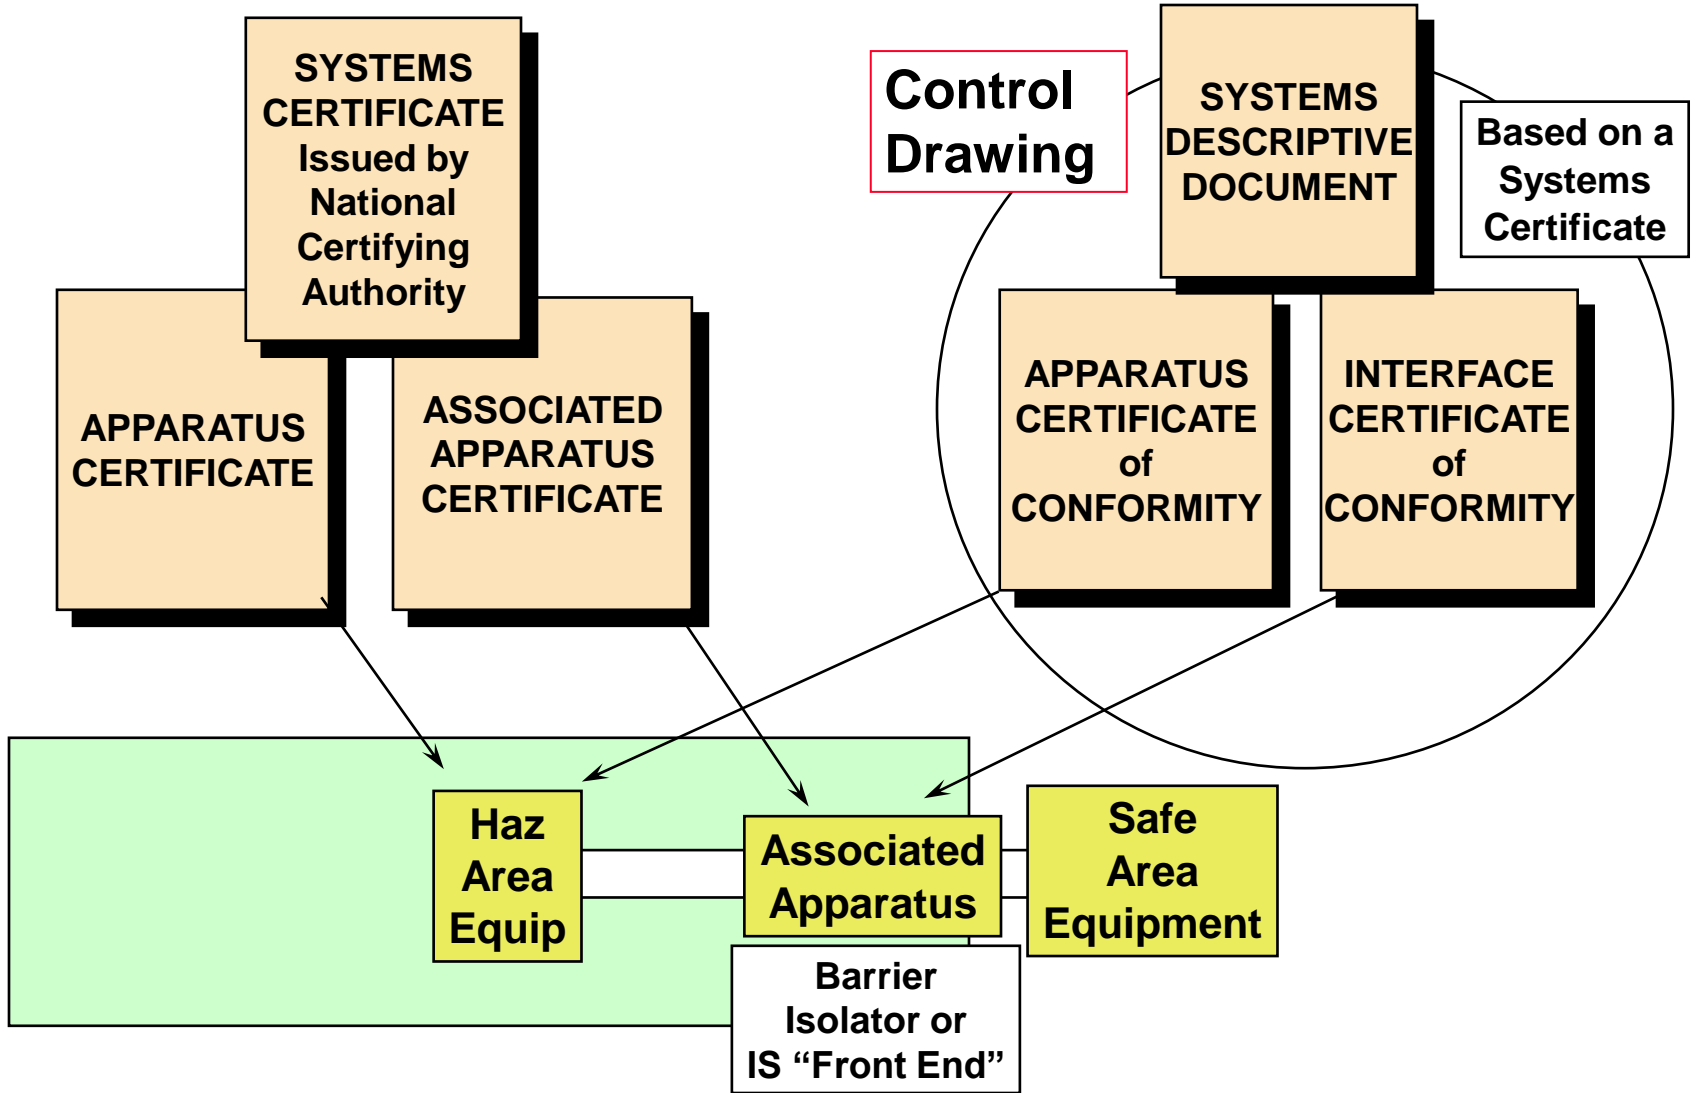 SYSTEMS
CERTIFICATE
Issued by
National
Certifying
Authority
APPARATUS
CERTIFICATE
ASSOCIATED
APPARATUS
CERTIFICATE
Control
Drawing
SYSTEMS
DESCRIPTIVE
DOCUMENT
Based on a
Systems
Certificate
APPARATUS
CERTIFICATE
of
CONFORMITY
INTERFACE
CERTIFICATE
of
CONFORMITY
Haz
Area
Equip
Associated
Apparatus
Safe
Area
Equipment
Barrier
Isolator or
IS “Front End”